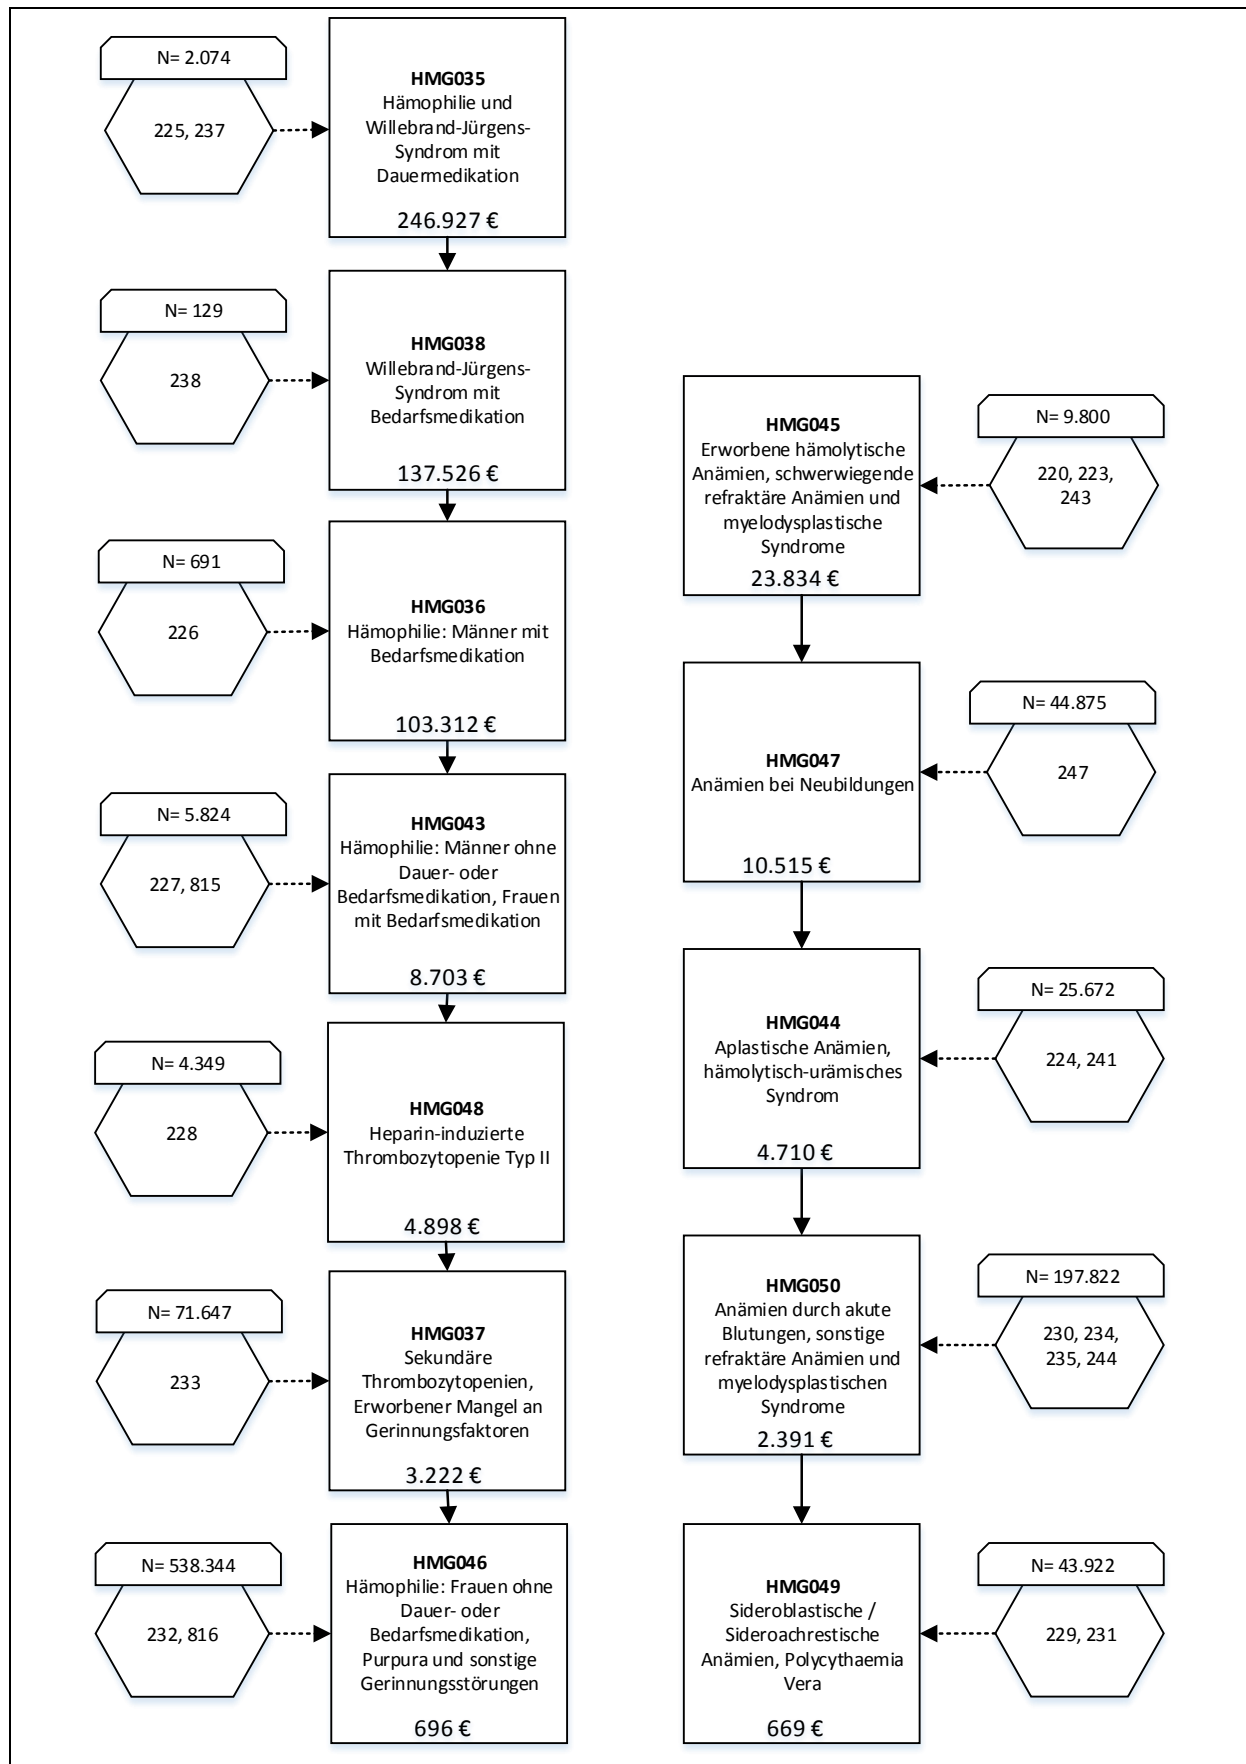 N= 2.074
225, 237
HMG035
Hämophilie und
Willebrand-Jürgens-
Syndrom mit
Dauermedikation
246.927 €
N= 129
238
HMG038
Willebrand-Jürgens-
Syndrom mit
Bedarfsmedikation
137.526 €
N= 691
226
HMG036
Hämophilie: Männer mit
Bedarfsmedikation
103.312 €
N= 5.824
227, 815
HMG043
Hämophilie: Männer ohne
Dauer- oder
Bedarfsmedikation, Frauen
mit Bedarfsmedikation
8.703 €
N= 4.349
228
HMG048
Heparin-induzierte
Thrombozytopenie Typ II
4.898 €
N= 71.647
233
HMG037
Sekundäre
Thrombozytopenien,
Erworbener Mangel an
Gerinnungsfaktoren
3.222 €
N= 538.344
232, 816
HMG046
Hämophilie: Frauen ohne
Dauer- oder
Bedarfsmedikation,
Purpura und sonstige
Gerinnungsstörungen
696 €
HMG045
Erworbene hämolytische
Anämien, schwerwiegende
refraktäre Anämien und
myelodysplastische
Syndrome
23.834 €
N= 9.800
220, 223,
243
HMG047
Anämien bei Neubildungen
10.515 €
N= 44.875
247
HMG044
Aplastische Anämien,
hämolytisch-urämisches
Syndrom
4.710 €
N= 25.672
224, 241
HMG050
Anämien durch akute
Blutungen, sonstige
refraktäre Anämien und
myelodysplastischen
Syndrome
2.391 €
N= 197.822
230, 234,
235, 244
HMG049
Sideroblastische /
Sideroachrestische
Anämien, Polycythaemia
Vera
669 €
N= 43.922
229, 231